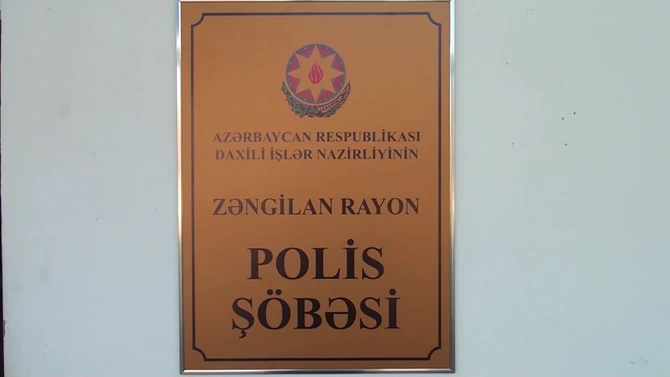 AZƏRBAYCAN RESPUBLİKASI
DAXİLİ İŞLƏR NAZİRLİYİNİN
ZƏNGİLAN RAYON
POLİS
ŞÖBƏSİ